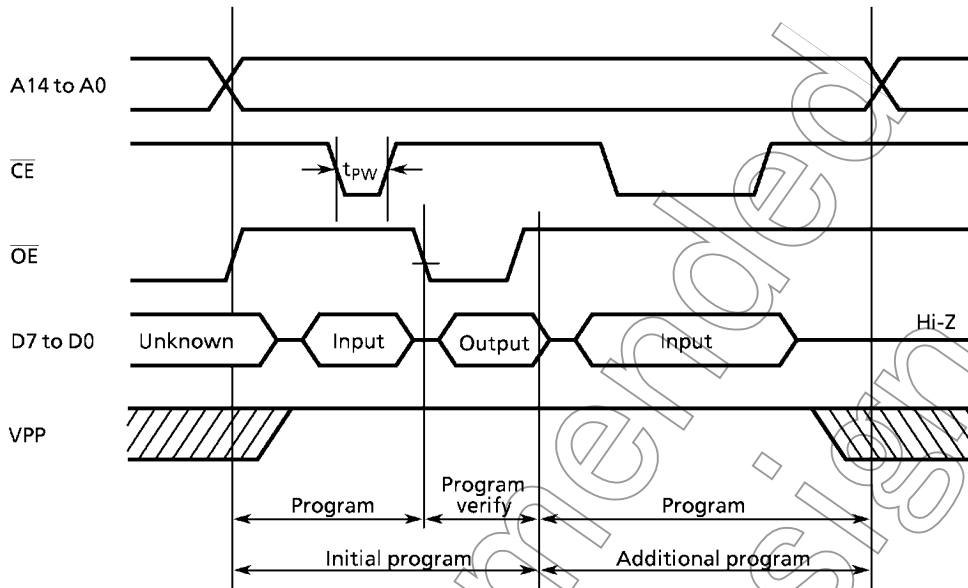 A14 to A0
CE
tPW
OE
D7 to D0
Unknown
Input
Output
Input
Hi-Z
VPP
Program
Program verify
Program
Initial program
Additional program